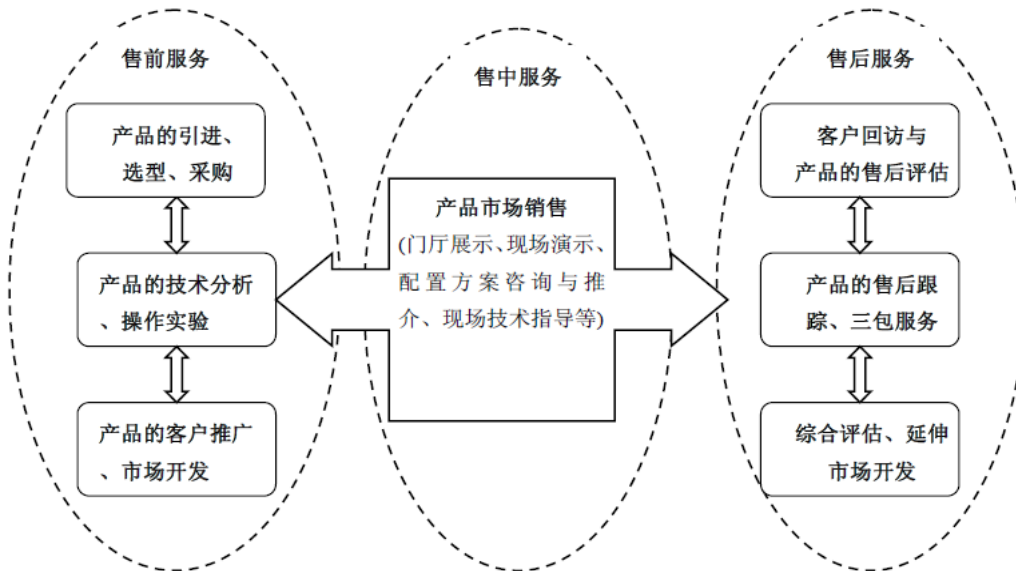 售前服务
产品的引进、
选型、采购
产品的技术分析
、操作实验
产品的客户推广
、市场开发
售中服务
产品市场销售
(门厅展示、现场演示、
配置方案咨询与推
介、现场技术指导等)
售后服务
客户回访与
产品的售后评估
产品的售后跟
踪、三包服务
综合评估、延伸
市场开发